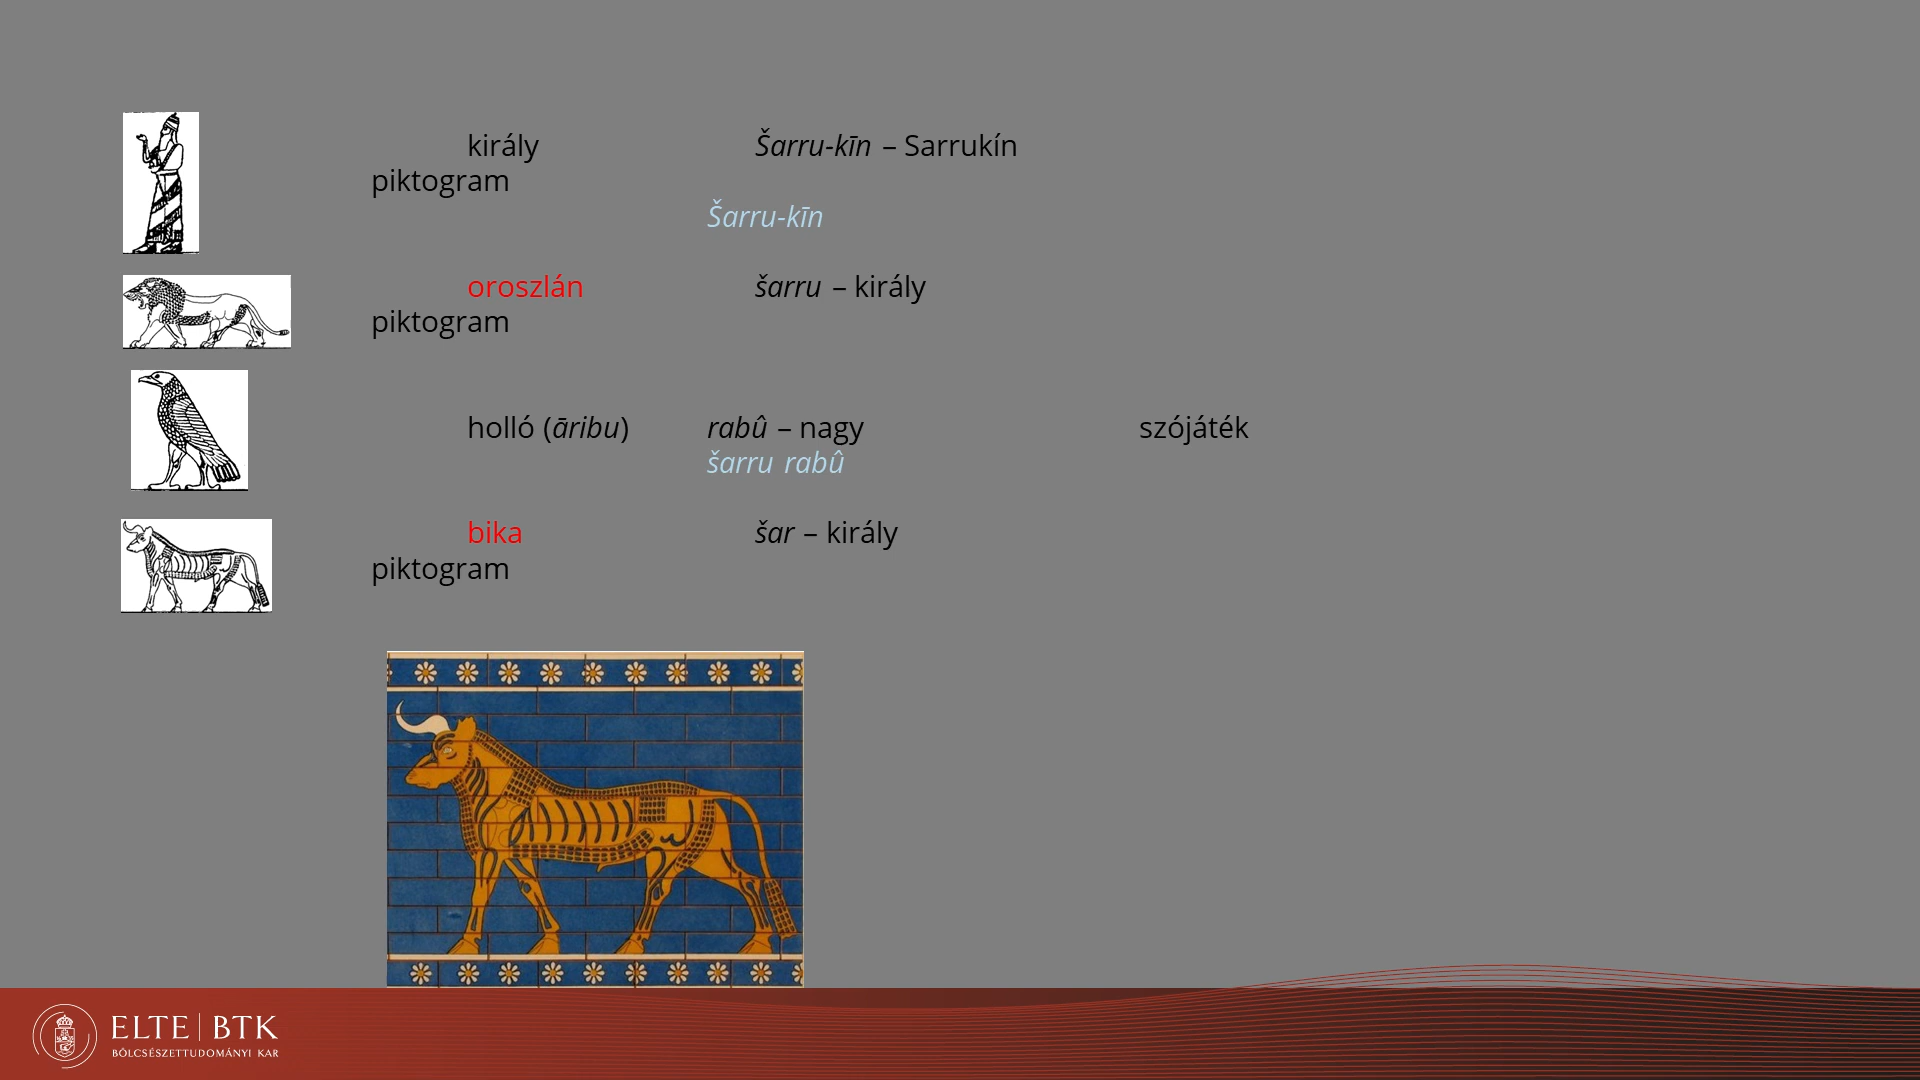 király Šarru-kīn – Sarrukín
piktogram
Šarru-kīn
oroszlán šarru – király
piktogram
holló (āribu) rabû – nagy szójáték
šarru rabû
bika šar – király
piktogram
ELTE | BTK
BÖLCSÉSZETTUDOMÁNYI KAR